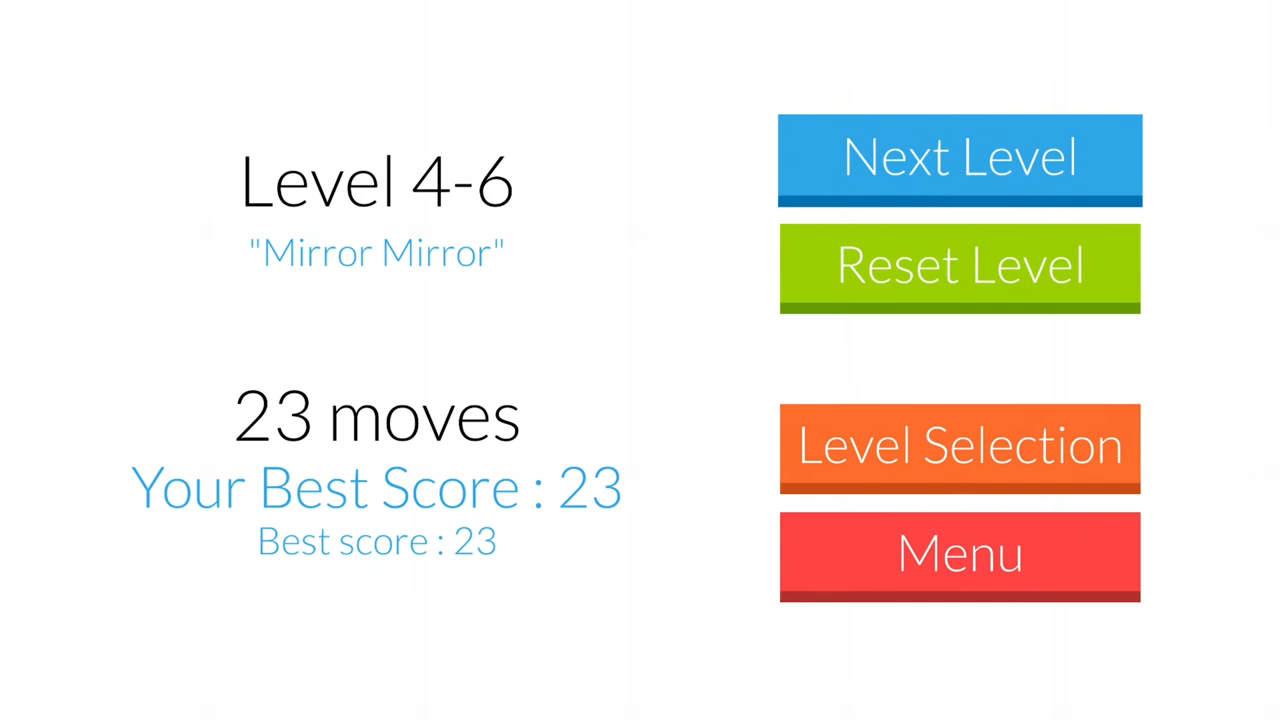 Level 4-6
"Mirror Mirror"
23 moves
Your Best Score : 23
Best score : 23
Next Level
Reset Level
Level Selection
Menu